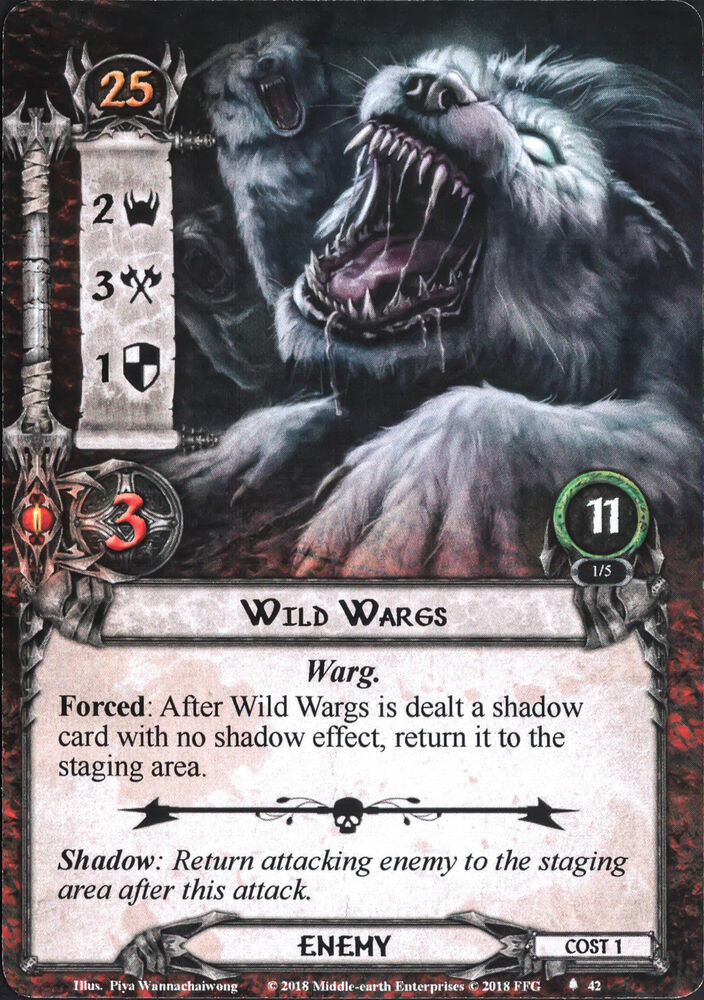 25
2
3
1
3
11
1/5
Wild Wargs
Warg.
Forced: After Wild Wargs is dealt a shadow
card with no shadow effect, return it to the
staging area.
Shadow: Return attacking enemy to the staging
area after this attack.
ENEMY
COST 1
Illus. Piya Wannachaiwong © 2018 Middle-earth Enterprises © 2018 FFG 42